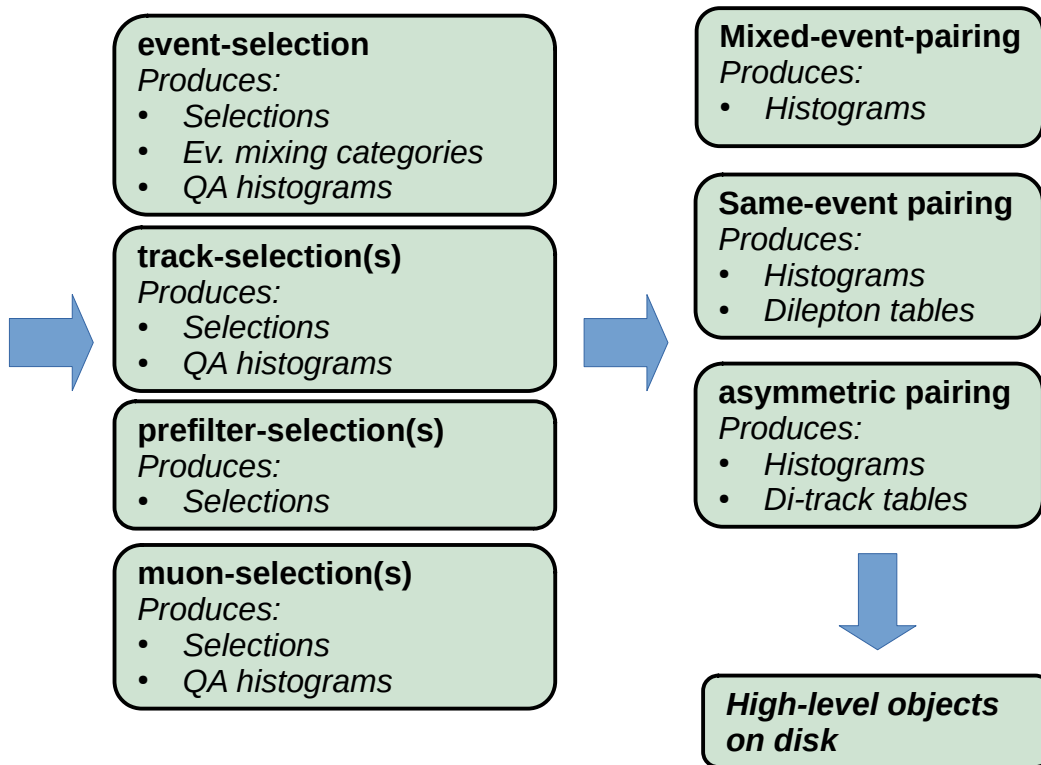 event-selection
Produces:
• Selections
• Ev. mixing categories
• QA histograms
track-selection(s)
Produces:
• Selections
• QA histograms
prefilter-selection(s)
Produces:
• Selections
muon-selection(s)
Produces:
• Selections
• QA histograms
Mixed-event-pairing
Produces:
• Histograms
Same-event pairing
Produces:
• Histograms
• Dilepton tables
asymmetric pairing
Produces:
• Histograms
• Di-track tables
High-level objects
on disk